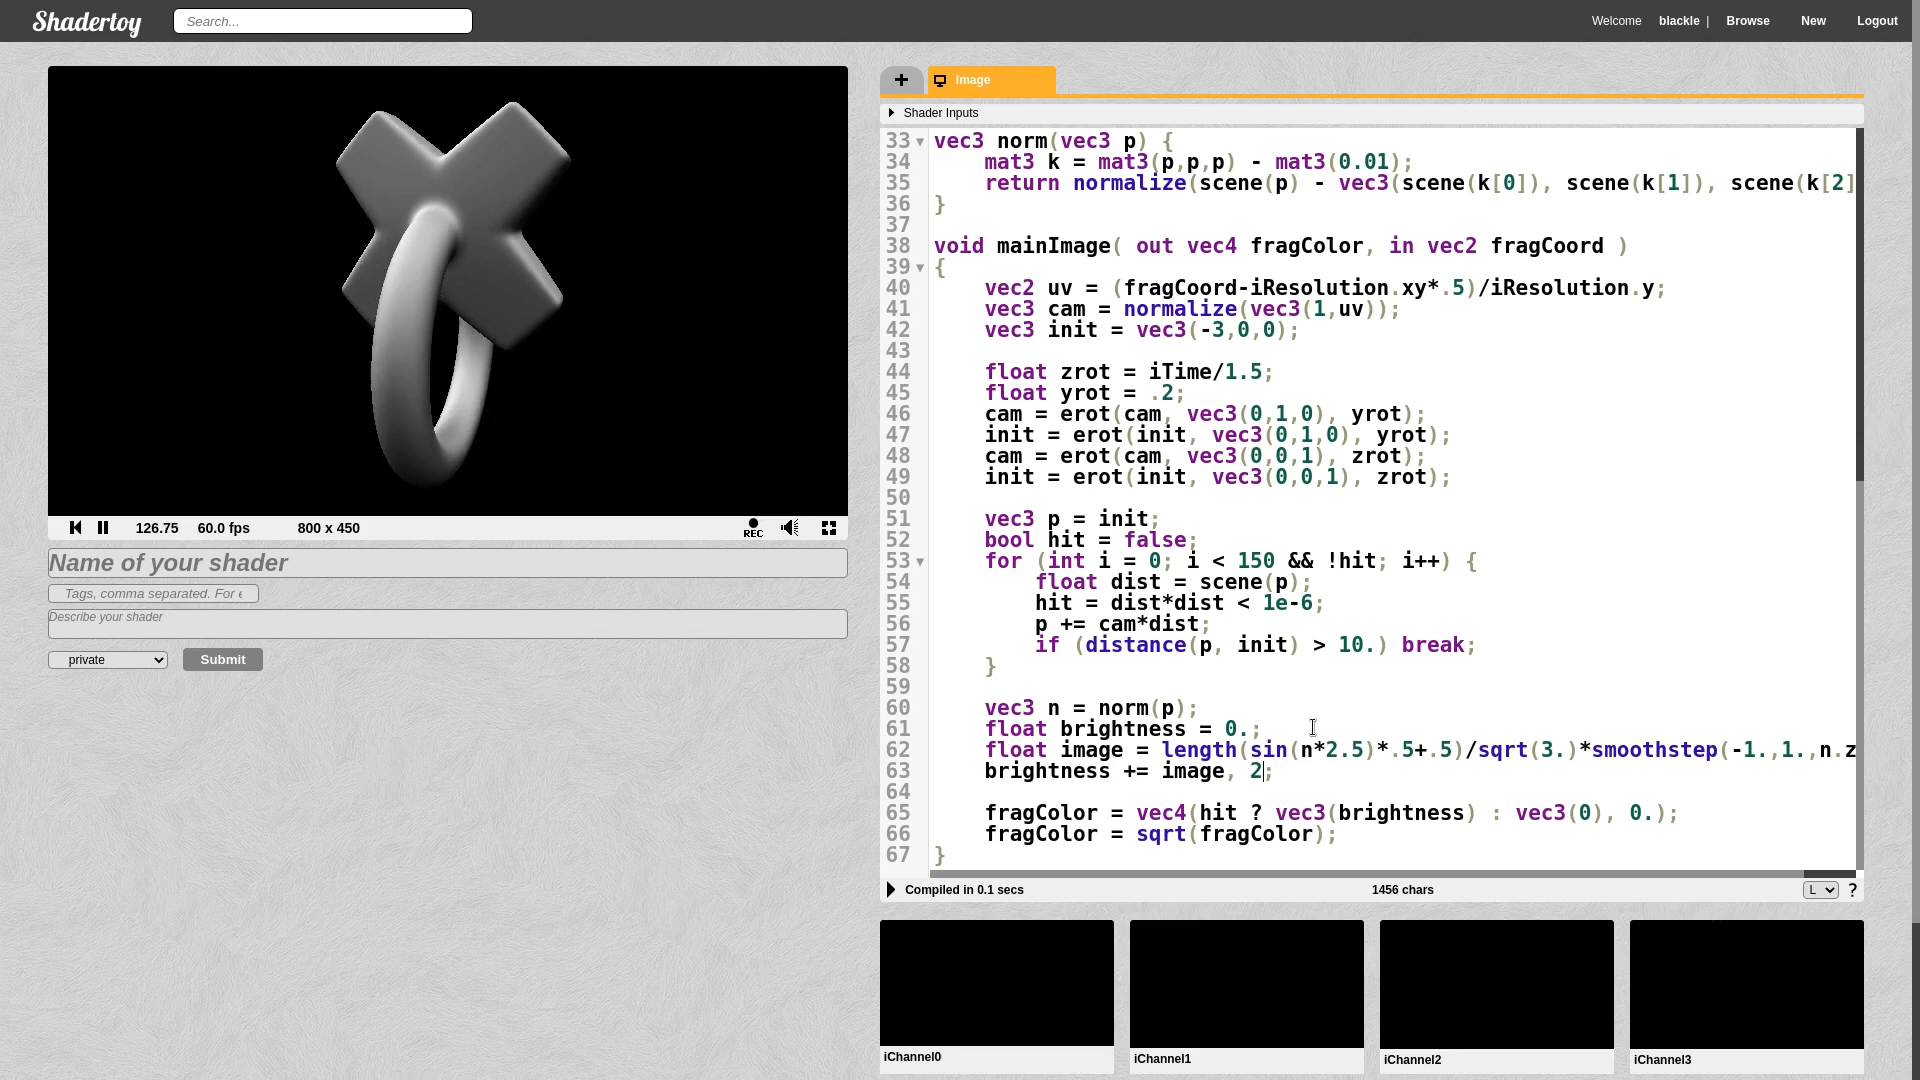 Shadertoy
Search...
Welcome blackle | Browse New Logout
+ Image
Shader Inputs
33 vec3 norm(vec3 p) {
34 mat3 k = mat3(p,p,p) - mat3(0.01);
35 return normalize(scene(p) - vec3(scene(k[0]), scene(k[1]), scene(k[2]
36 }
37
38 void mainImage( out vec4 fragColor, in vec2 fragCoord )
39 {
40 vec2 uv = (fragCoord-iResolution.xy*.5)/iResolution.y;
41 vec3 cam = normalize(vec3(1,uv));
42 vec3 init = vec3(-3,0,0);
43
44 float zrot = iTime/1.5;
45 float yrot = .2;
46 cam = erot(cam, vec3(0,1,0), yrot);
47 init = erot(init, vec3(0,1,0), yrot);
48 cam = erot(cam, vec3(0,0,1), zrot);
49 init = erot(init, vec3(0,0,1), zrot);
50
51 vec3 p = init;
52 bool hit = false;
53 for (int i = 0; i < 150 && !hit; i++) {
54 float dist = scene(p);
55 hit = dist*dist < 1e-6;
56 p += cam*dist;
57 if (distance(p, init) > 10.) break;
58 }
59
60 vec3 n = norm(p);
61 float brightness = 0.;
62 float image = length(sin(n*2.5)*.5+.5)/sqrt(3.)*smoothstep(-1.,1.,n.z
63 brightness += image, 2;
64
65 fragColor = vec4(hit ? vec3(brightness) : vec3(0), 0.);
66 fragColor = sqrt(fragColor);
67 }
Compiled in 0.1 secs 1456 chars L ?
126.75 60.0 fps 800 x 450 REC
Name of your shader
Tags, comma separated. For e
Describe your shader
private Submit
iChannel0 iChannel1 iChannel2 iChannel3